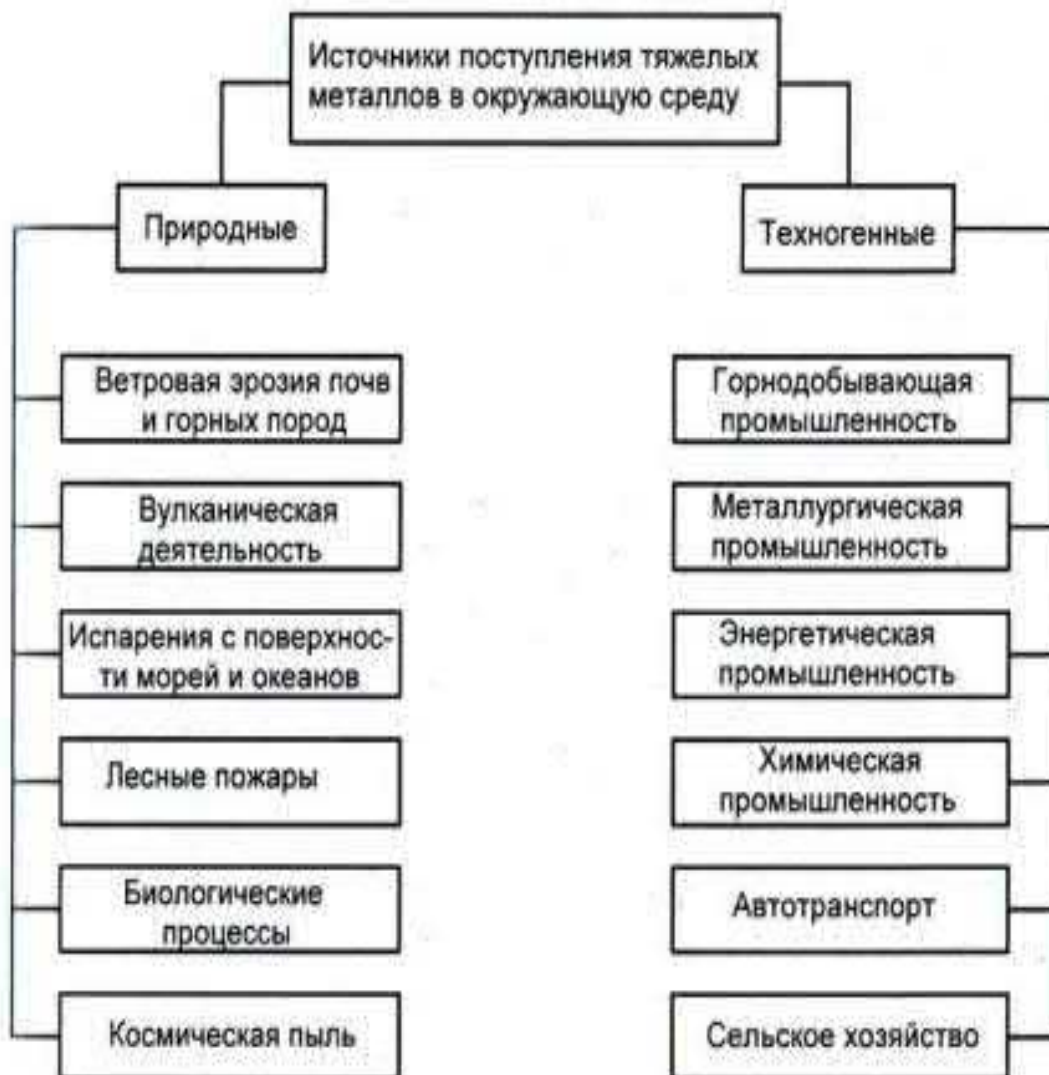 Источники поступления тяжелых
металлов в окружающую среду
Природные
Техногенные
Ветровая эрозия почв
и горных пород
Вулканическая
деятельность
Испарения с поверхнос-
ти морей и океанов
Лесные пожары
Биологические
процессы
Космическая пыль
Горнодобывающая
промышленность
Металлургическая
промышленность
Энергетическая
промышленность
Химическая
промышленность
Автотранспорт
Сельское хозяйство